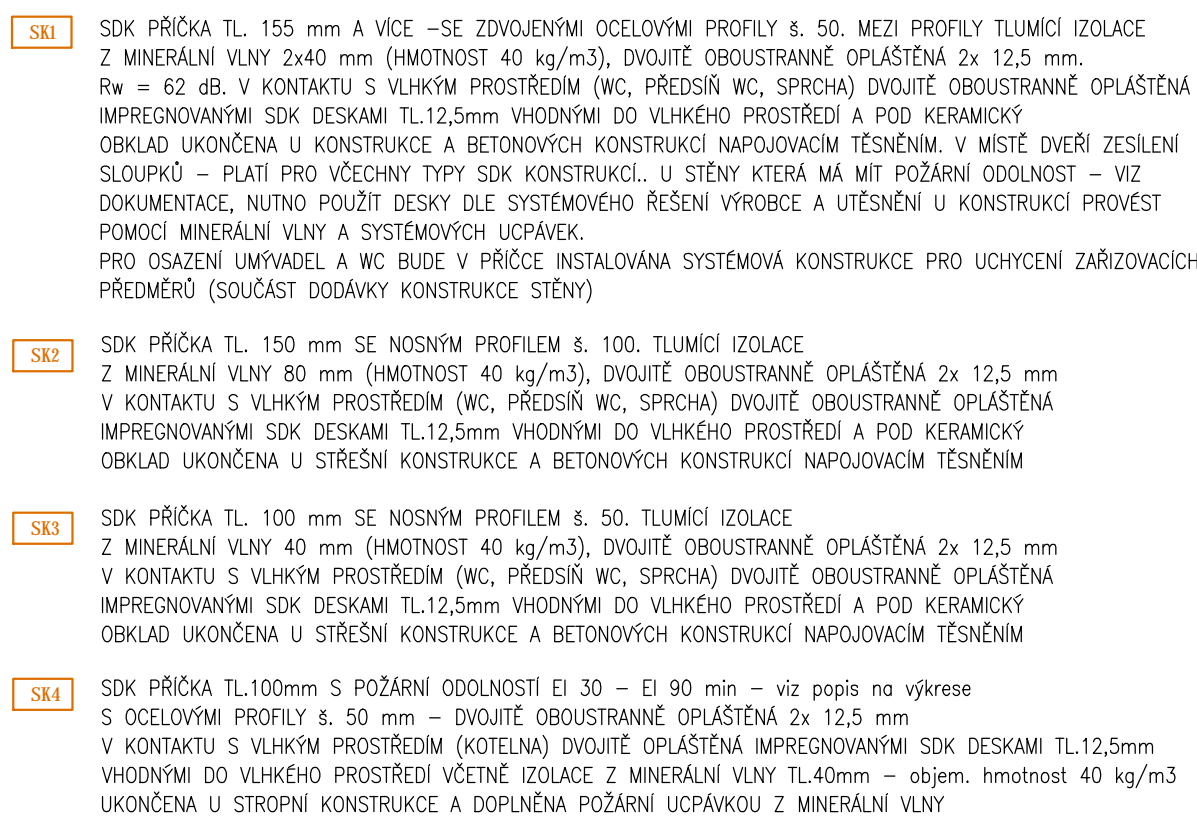 SK1 SDK PŘÍČKA TL. 155 mm A VÍCE –SE ZDVOJENÝMI OCELOVÝMI PROFILY š. 50. MEZI PROFILY TLUMÍCÍ IZOLACE
Z MINERÁLNÍ VLNY 2x40 mm (HMOTNOST 40 kg/m3), DVOJITĚ OBOUSTRANNĚ OPLÁŠTĚNÁ 2x 12,5 mm.
Rw = 62 dB. V KONTAKTU S VLHKÝM PROSTŘEDÍM (WC, PŘEDSÍŇ WC, SPRCHA) DVOJITĚ OBOUSTRANNĚ OPLÁŠTĚNÁ
IMPREGNOVANÝMI SDK DESKAMI TL.12,5mm VHODNÝMI DO VLHKÉHO PROSTŘEDÍ A POD KERAMICKÝ
OBKLAD UKONČENA U KONSTRUKCE A BETONOVÝCH KONSTRUKCÍ NAPOJOVACÍM TĚSNĚNÍM. V MÍSTĚ DVEŘÍ ZESÍLENÍ
SLOUPKŮ – PLATÍ PRO VČECHNY TYPY SDK KONSTRUKCÍ.. U STĚNY KTERÁ MÁ MÍT POŽÁRNÍ ODOLNOST – VIZ
DOKUMENTACE, NUTNO POUŽÍT DESKY DLE SYSTÉMOVÉHO ŘEŠENÍ VÝROBCE A UTĚSNĚNÍ U KONSTRUKCÍ PROVÉST
POMOCÍ MINERÁLNÍ VLNY A SYSTÉMOVÝCH UCPÁVEK.
PRO OSAZENÍ UMÝVADEL A WC BUDE V PŘÍČCE INSTALOVÁNA SYSTÉMOVÁ KONSTRUKCE PRO UCHYCENÍ ZAŘIZOVACÍCH
PŘEDMĚRŮ (SOUČÁST DODÁVKY KONSTRUKCE STĚNY)
SK2 SDK PŘÍČKA TL. 150 mm SE NOSNÝM PROFILEM š. 100. TLUMÍCÍ IZOLACE
Z MINERÁLNÍ VLNY 80 mm (HMOTNOST 40 kg/m3), DVOJITĚ OBOUSTRANNĚ OPLÁŠTĚNÁ 2x 12,5 mm
V KONTAKTU S VLHKÝM PROSTŘEDÍM (WC, PŘEDSÍŇ WC, SPRCHA) DVOJITĚ OBOUSTRANNĚ OPLÁŠTĚNÁ
IMPREGNOVANÝMI SDK DESKAMI TL.12,5mm VHODNÝMI DO VLHKÉHO PROSTŘEDÍ A POD KERAMICKÝ
OBKLAD UKONČENA U STŘEŠNÍ KONSTRUKCE A BETONOVÝCH KONSTRUKCÍ NAPOJOVACÍM TĚSNĚNÍM
SK3 SDK PŘÍČKA TL. 100 mm SE NOSNÝM PROFILEM š. 50. TLUMÍCÍ IZOLACE
Z MINERÁLNÍ VLNY 40 mm (HMOTNOST 40 kg/m3), DVOJITĚ OBOUSTRANNĚ OPLÁŠTĚNÁ 2x 12,5 mm
V KONTAKTU S VLHKÝM PROSTŘEDÍM (WC, PŘEDSÍŇ WC, SPRCHA) DVOJITĚ OBOUSTRANNĚ OPLÁŠTĚNÁ
IMPREGNOVANÝMI SDK DESKAMI TL.12,5mm VHODNÝMI DO VLHKÉHO PROSTŘEDÍ A POD KERAMICKÝ
OBKLAD UKONČENA U STŘEŠNÍ KONSTRUKCE A BETONOVÝCH KONSTRUKCÍ NAPOJOVACÍM TĚSNĚNÍM
SK4 SDK PŘÍČKA TL.100mm S POŽÁRNÍ ODOLNOSTÍ EI 30 – EI 90 min – viz popis na výkrese
S OCELOVÝMI PROFILY š. 50 mm – DVOJITĚ OBOUSTRANNĚ OPLÁŠTĚNÁ 2x 12,5 mm
V KONTAKTU S VLHKÝM PROSTŘEDÍM (KOTELNA) DVOJITĚ OPLÁŠTĚNÁ IMPREGNOVANÝMI SDK DESKAMI TL.12,5mm
VHODNÝMI DO VLHKÉHO PROSTŘEDÍ VČETNĚ IZOLACE Z MINERÁLNÍ VLNY TL.40mm – objem. hmotnost 40 kg/m3
UKONČENA U STROPNÍ KONSTRUKCE A DOPLNĚNA POŽÁRNÍ UCPÁVKOU Z MINERÁLNÍ VLNY